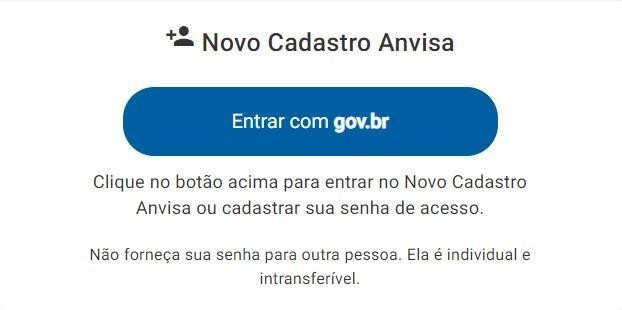 Novo Cadastro Anvisa
Entrar com gov.br
Clique no botão acima para entrar no Novo Cadastro
Anvisa ou cadastrar sua senha de acesso.
Não forneça sua senha para outra pessoa. Ela é individual e
intransferível.